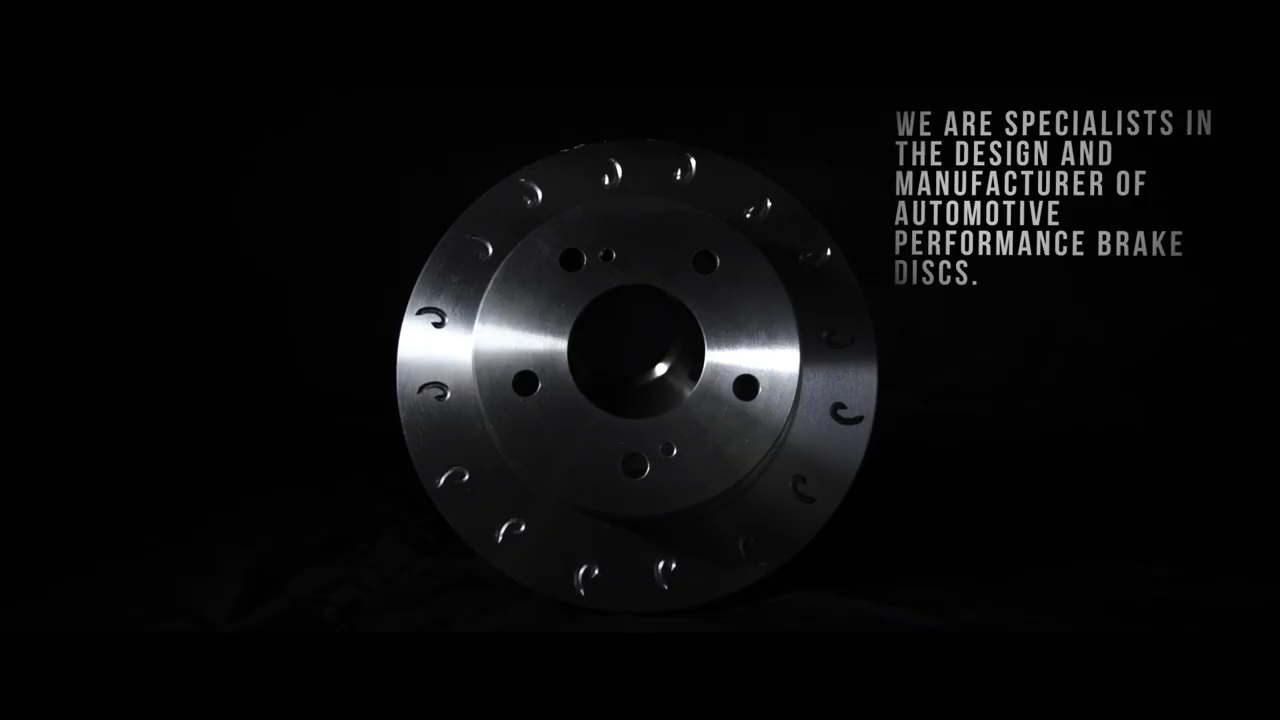 WE ARE SPECIALISTS IN
THE DESIGN AND
MANUFACTURER OF
AUTOMOTIVE
PERFORMANCE BRAKE
DISCS.